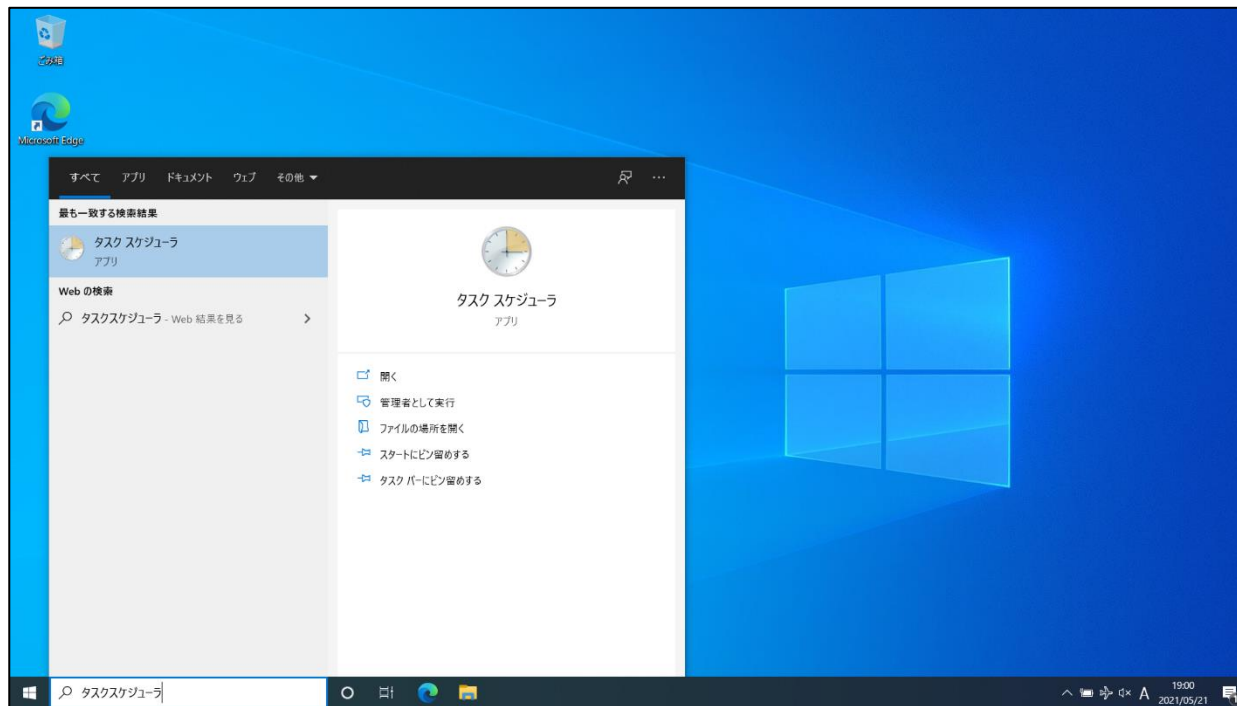 ごみ箱
Microsoft Edge
すべて アプリ ドキュメント ウェブ その他
最も一致する検索結果
タスク スケジューラ
アプリ
Web の検索
タスクスケジューラ - Web 結果を見る
タスク スケジューラ
アプリ
開く
管理者として実行
ファイルの場所を開く
スタートにピン留めする
タスク バーにピン留めする
タスクスケジューラ
A
19:00
2021/05/21